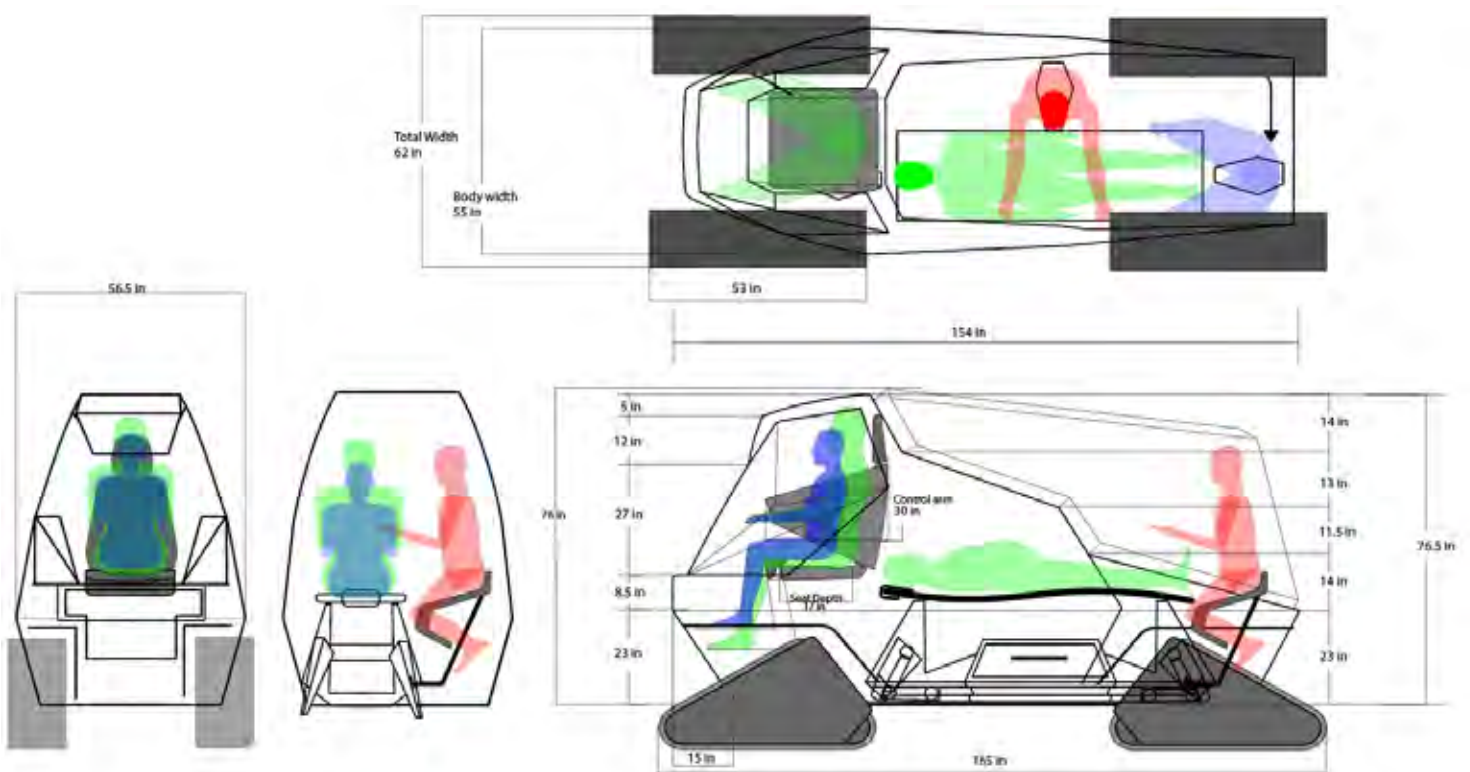 Total Width
62 in
Body width
55 in
53 in
154 in
56.5 in
76 in
5 in
12 in
27 in
8.5 in
23 in
Control arm
30 in
Seat Depth
17 in
14 in
13 in
11.5 in
14 in
23 in
76.5 in
15 in
165 in